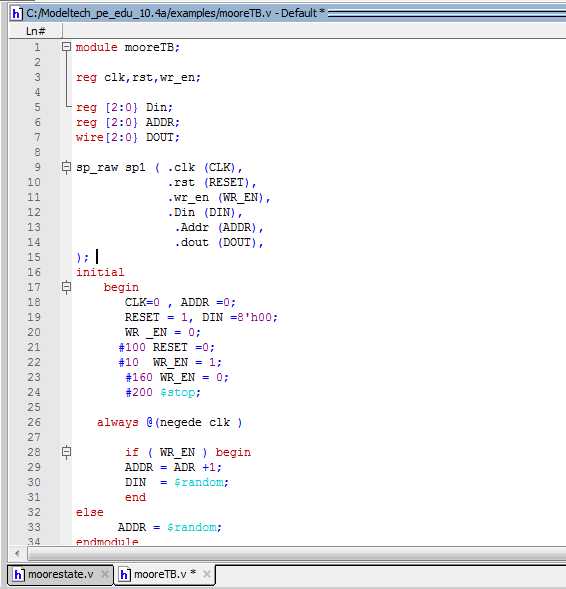 C:/Modeltech_pe_edu_10.4a/examples/mooreTB.v - Default *
Ln#
1 module mooreTB;
2
3 reg clk,rst,wr_en;
4
5 reg [2:0} Din;
6 reg [2:0} ADDR;
7 wire[2:0} DOUT;
8
9 sp_raw sp1 ( .clk (CLK),
10 .rst (RESET),
11 .wr_en (WR_EN),
12 .Din (DIN),
13 .Addr (ADDR),
14 .dout (DOUT),
15 );
16 initial
17 begin
18 CLK=0 , ADDR =0;
19 RESET = 1, DIN =8'h00;
20 WR _EN = 0;
21 #100 RESET =0;
22 #10 WR_EN = 1;
23 #160 WR_EN = 0;
24 #200 $stop;
25
26 always @(negede clk )
27
28 if ( WR_EN ) begin
29 ADDR = ADR +1;
30 DIN = $random;
31 end
32 else
33 ADDR = $random;
34 endmodule
moorestate.v
mooreTB.v *